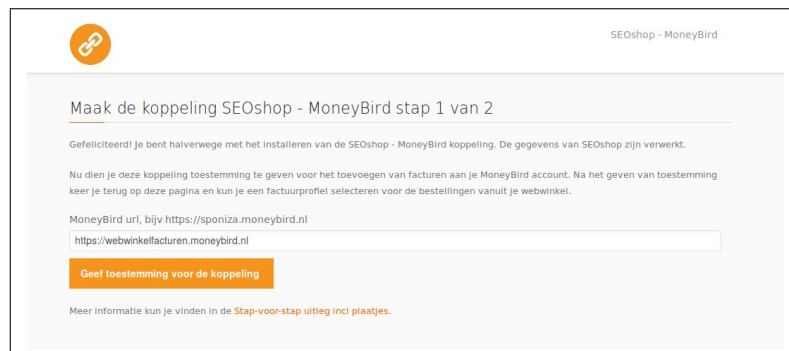 SEOshop - MoneyBird
Maak de koppeling SEOshop - MoneyBird stap 1 van 2
Gefeliciteerd! Je bent halverwege met het installeren van de SEOshop - MoneyBird koppeling. De gegevens van SEOshop zijn verwerkt.
Nu dien je deze koppeling toestemming te geven voor het toevoegen van facturen aan je MoneyBird account. Na het geven van toestemming
keer je terug op deze pagina en kun je een factuurprofiel selecteren voor de bestellingen vanuit je webwinkel.
MoneyBird url, bijv https://sponiza.moneybird.nl
https://webwinkelfacturen.moneybird.nl
Geef toestemming voor de koppeling
Meer informatie kun je vinden in de Stap-voor-stap uitleg incl plaatjes.